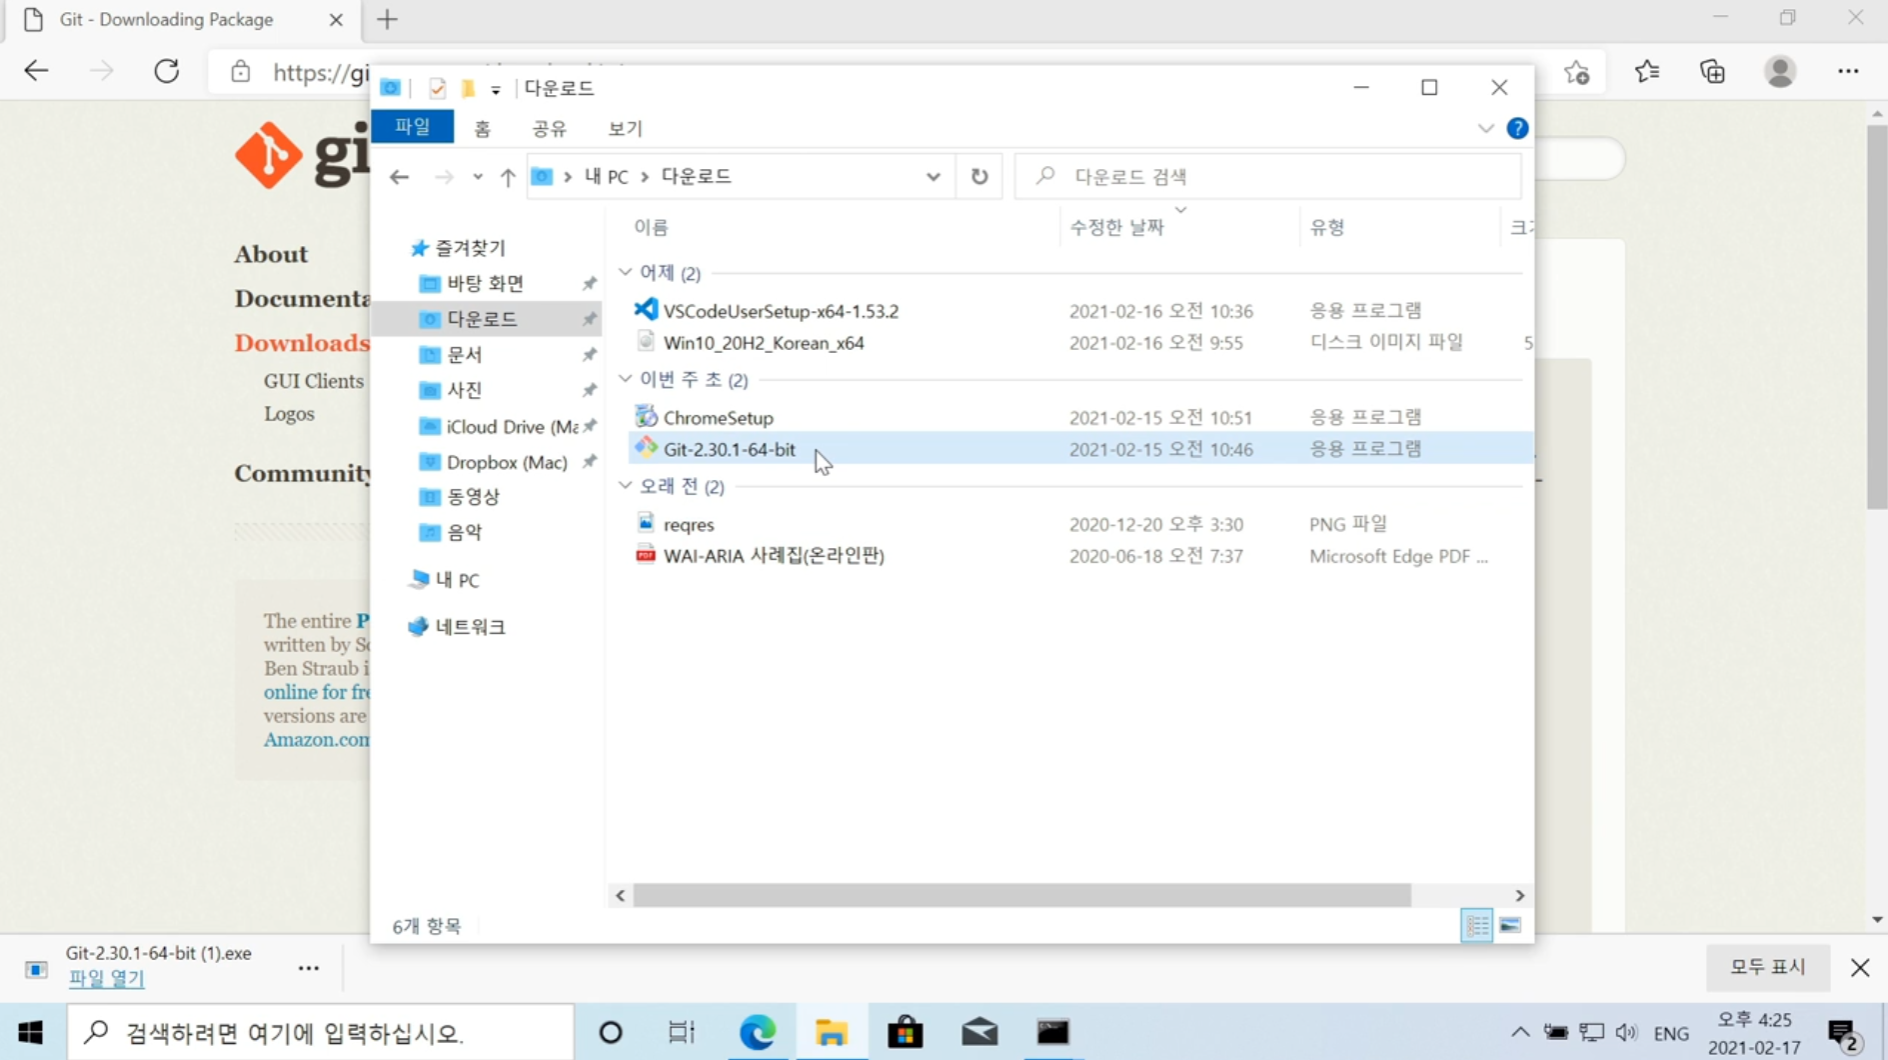 Git - Downloading Package
https://gi
다운로드
파일 홈 공유 보기
내 PC 다운로드
다운로드 검색
gi
About
Documenta
Downloads
GUI Clients
Logos
Community
The entire P
written by Sc
Ben Straub i
online for fre
versions are
Amazon.com
즐겨찾기
바탕 화면
다운로드
문서
사진
iCloud Drive (Ma
Dropbox (Mac)
동영상
음악
내 PC
네트워크
이름 수정한 날짜 유형 크기
어제 (2)
VSCodeUserSetup-x64-1.53.2 2021-02-16 오전 10:36 응용 프로그램
Win10_20H2_Korean_x64 2021-02-16 오전 9:55 디스크 이미지 파일 5
이번 주 초 (2)
ChromeSetup 2021-02-15 오전 10:51 응용 프로그램
Git-2.30.1-64-bit 2021-02-15 오전 10:46 응용 프로그램
오래 전 (2)
reqres 2020-12-20 오후 3:30 PNG 파일
WAI-ARIA 사례집(온라인판) 2020-06-18 오전 7:37 Microsoft Edge PDF ...
6개 항목
Git-2.30.1-64-bit (1).exe
파일 열기
모두 표시
검색하려면 여기에 입력하십시오.
ENG
오후 4:25
2021-02-17
2